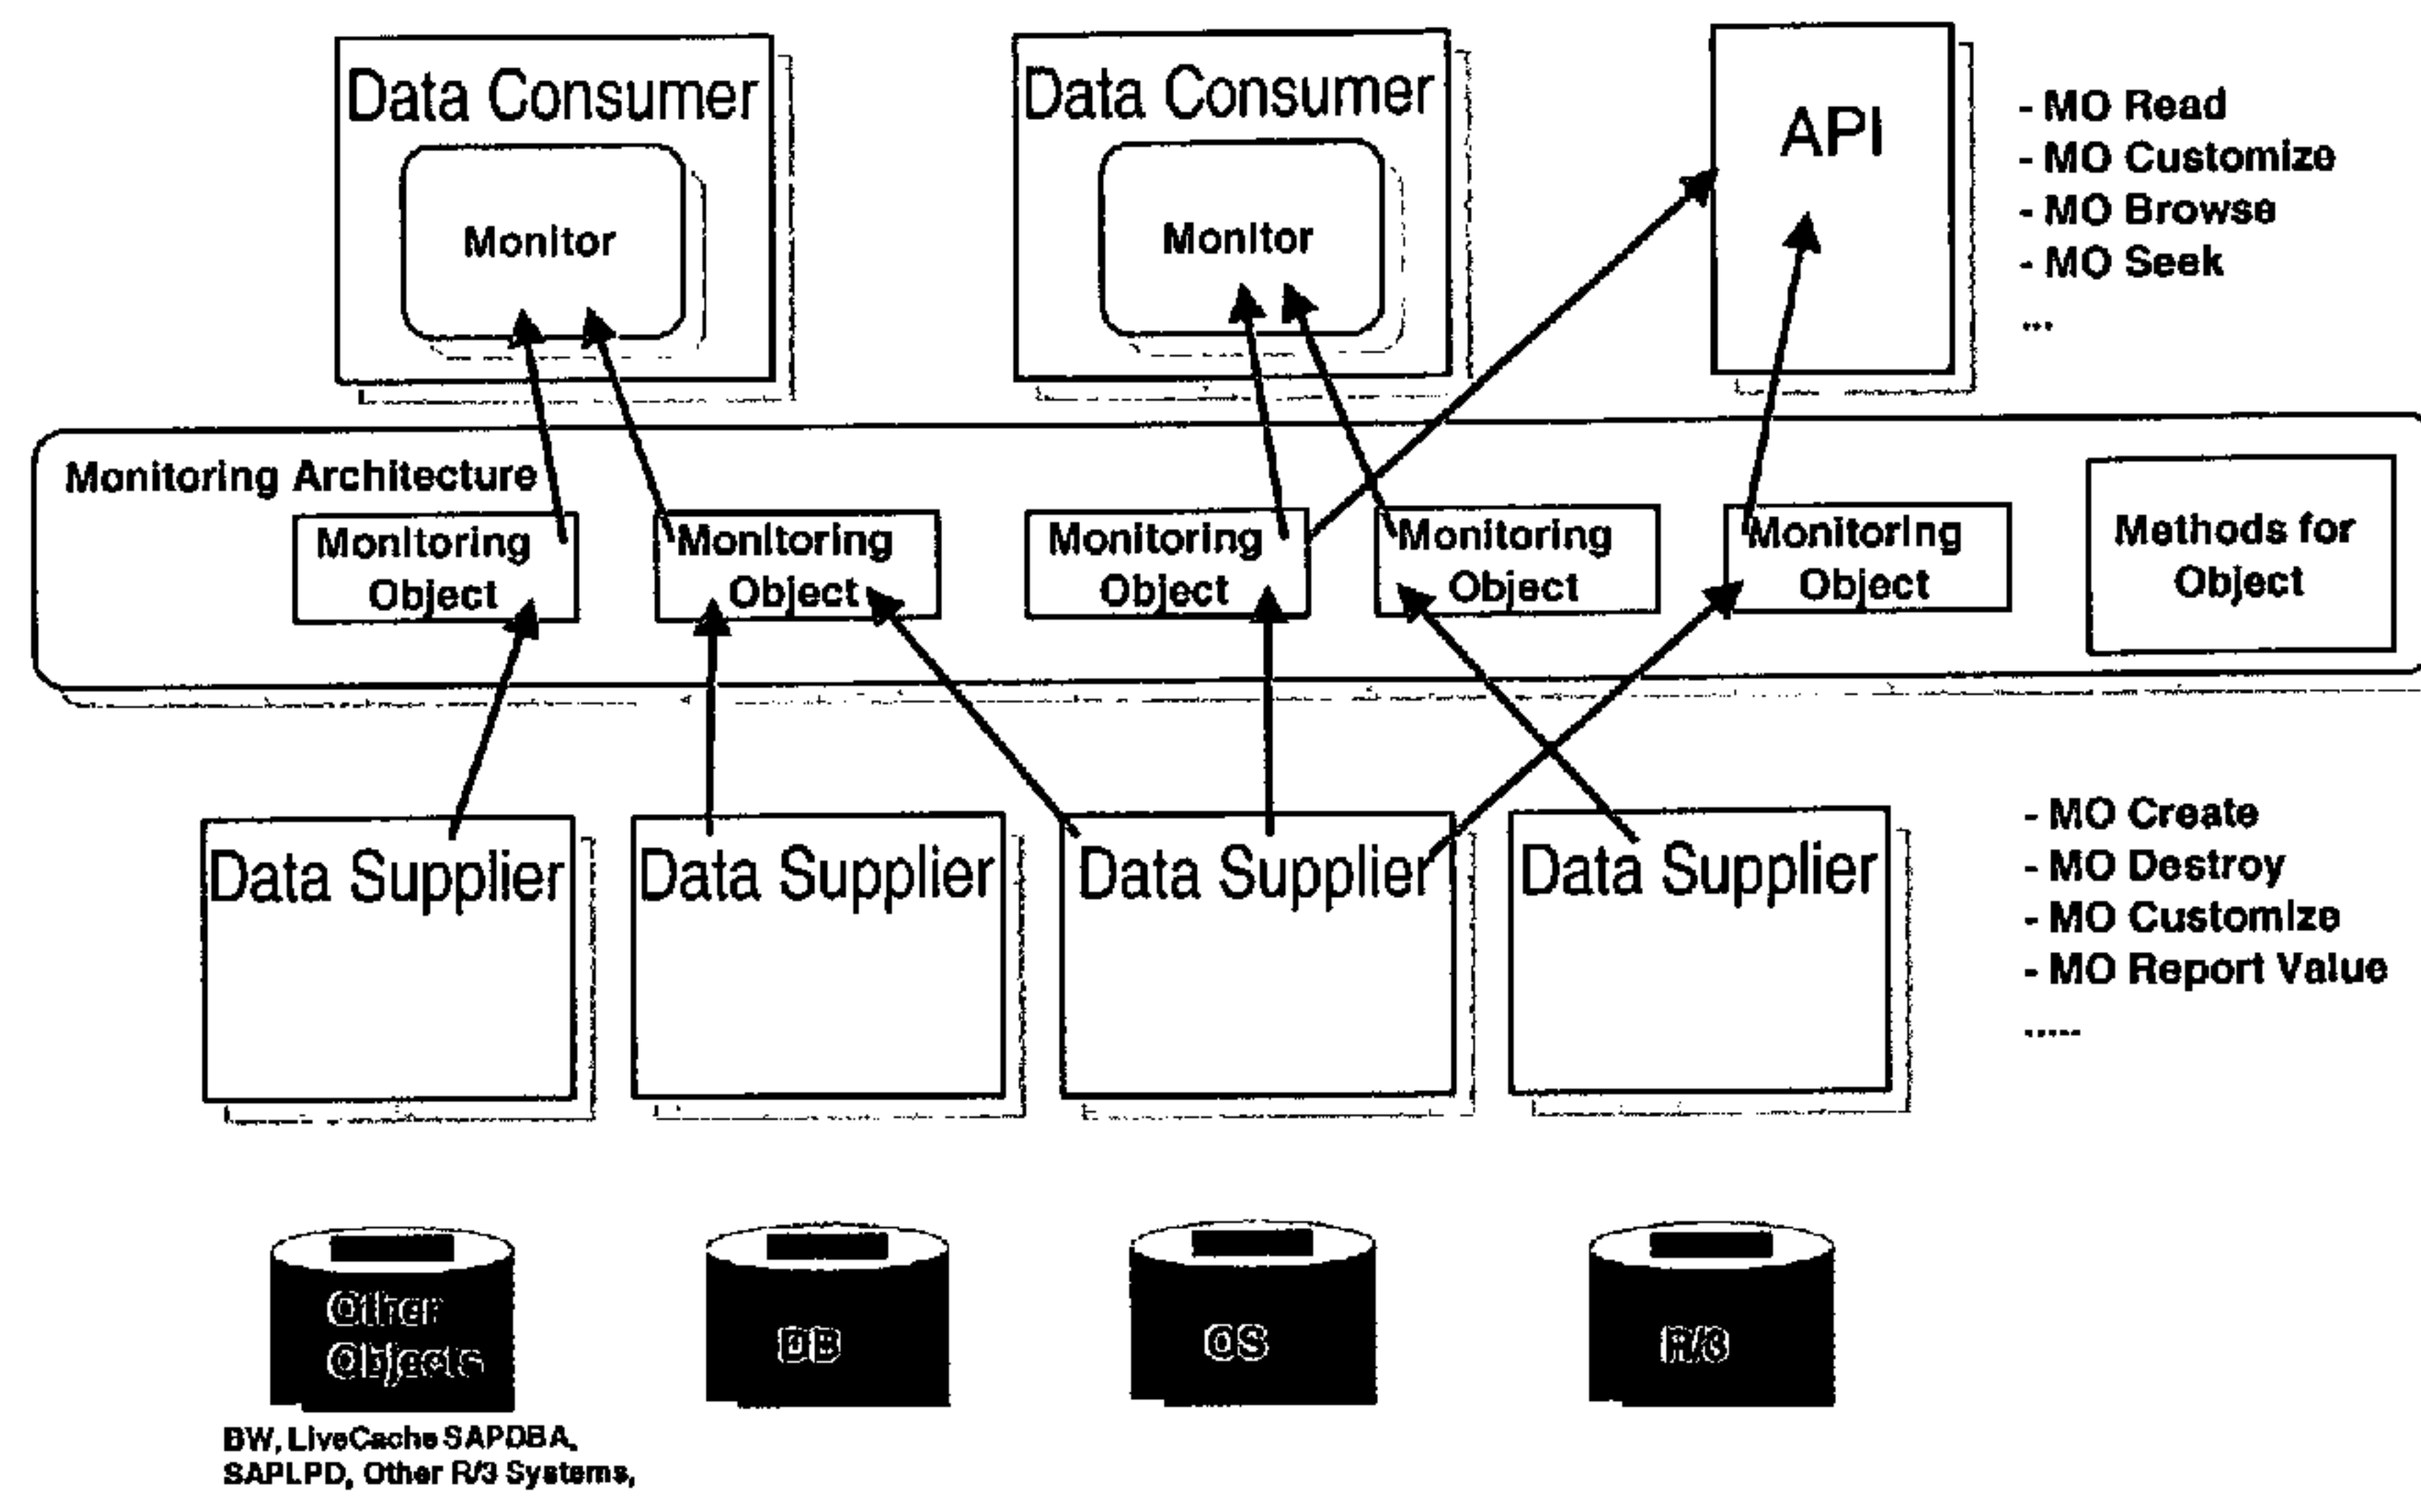 Data Consumer
Monitor
Data Consumer
Monitor
API
- MO Read
- MO Customize
- MO Browse
- MO Seek
...
Monitoring Architecture
Monitoring
Object
Monitoring
Object
Monitoring
Object
Monitoring
Object
Monitoring
Object
Methods for
Object
Data Supplier
Data Supplier
Data Supplier
Data Supplier
- MO Create
- MO Destroy
- MO Customize
- MO Report Value
.....
Other
Objects
DB
OS
R/3
BW, LiveCache SAPDBA,
SAPLPD, Other R/3 Systems,